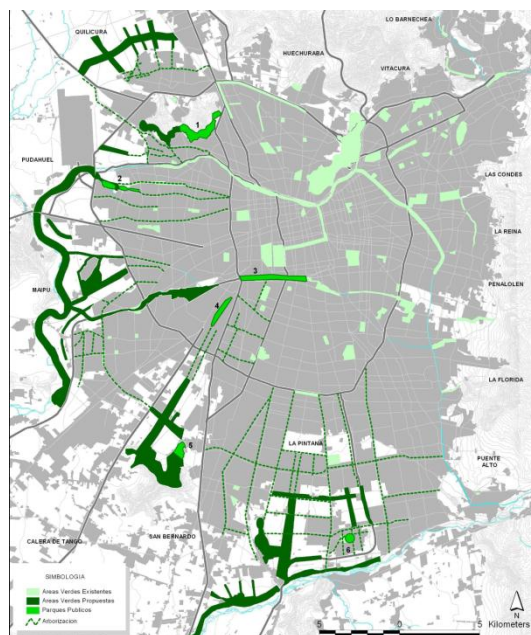 LO BARNECHEA
QUILICURA
HUECHURABA
VITACURA
1
PUDAHUEL
2
LAS CONDES
LA REINA
3
PEÑALOLEN
MAIPU
4
LA FLORIDA
LA PINTANA
5
PUENTE
ALTO
CALERA DE TANGO
SAN BERNARDO
6
SIMBOLOGIA
Areas Verdes Existentes
Areas Verdes Propuestas
Parques Publicos
Arborizacion
N
5 0 5
Kilometers